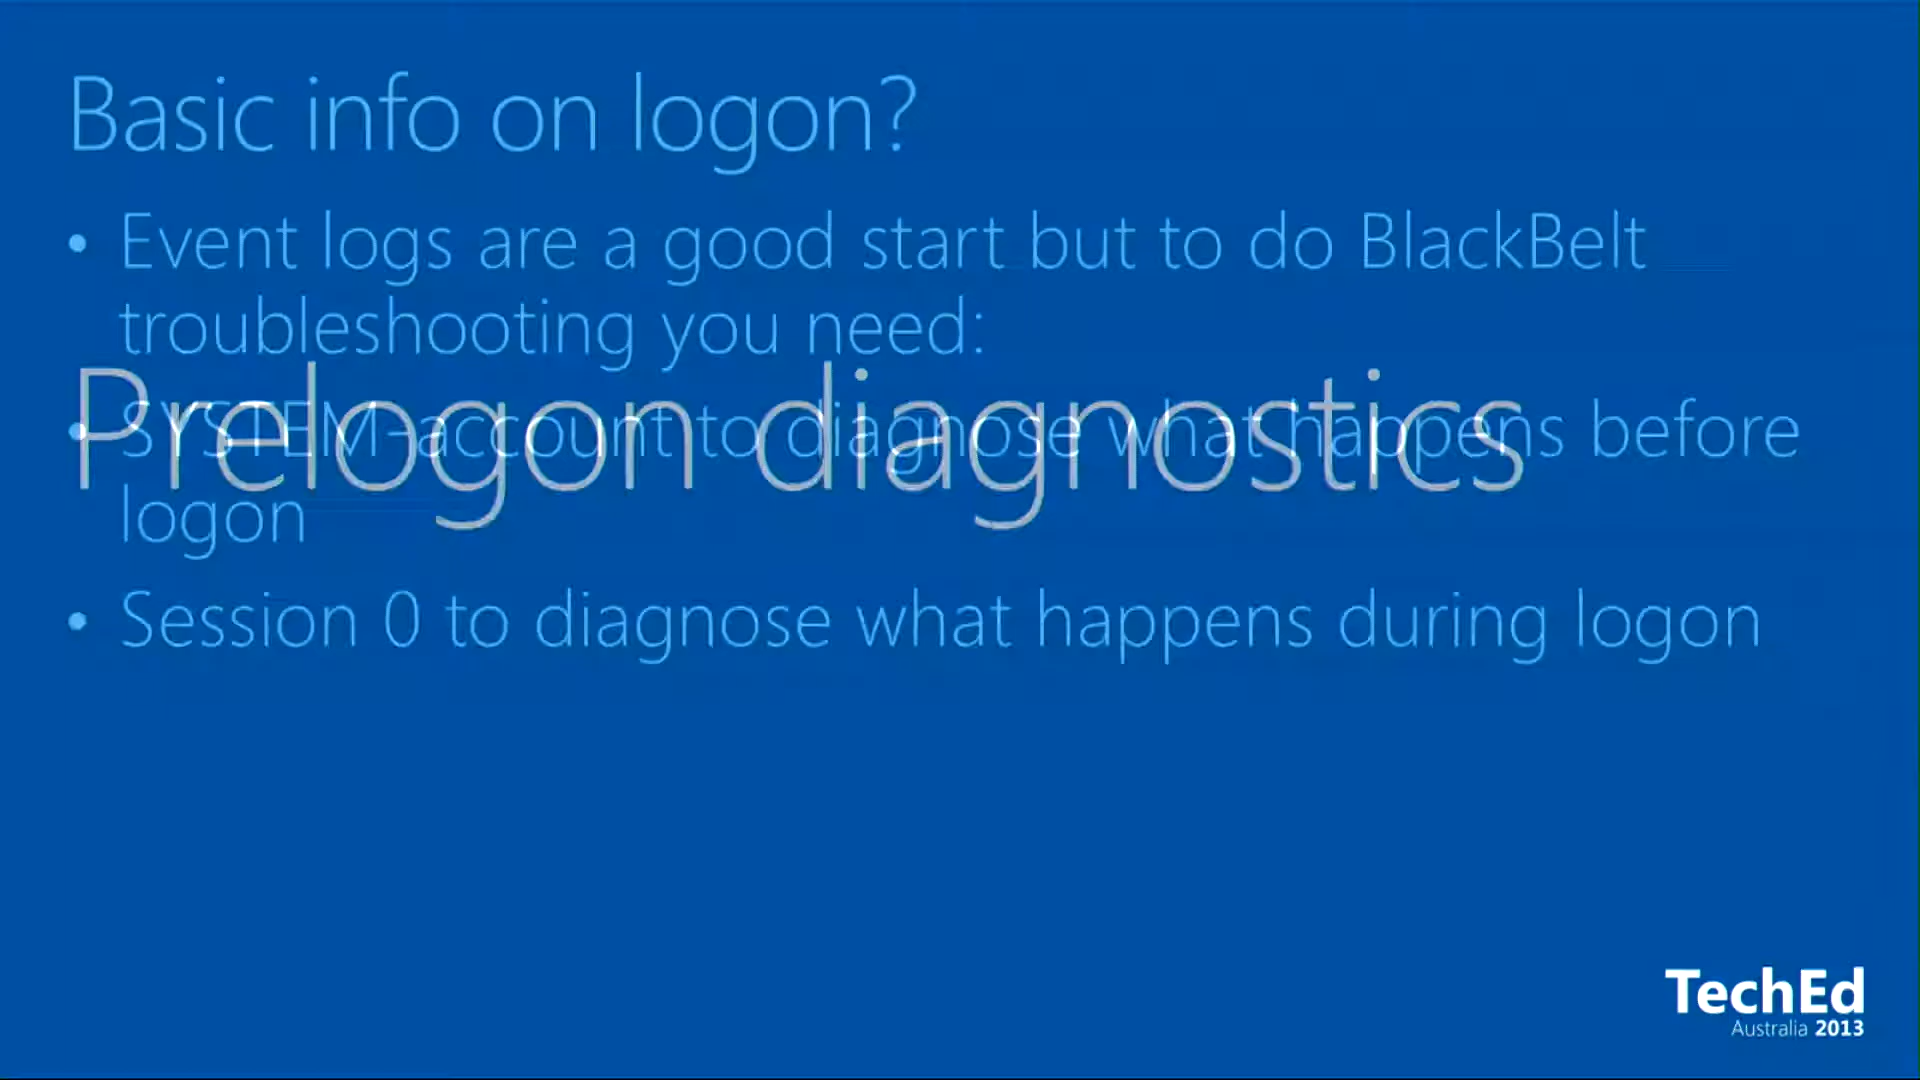 Basic info on logon?
• Event logs are a good start but to do BlackBelt
troubleshooting you need:
Prelogon diagnostics
• SYSTEM-account to diagnose what happens before
logon
• Session 0 to diagnose what happens during logon
TechEd
Australia 2013